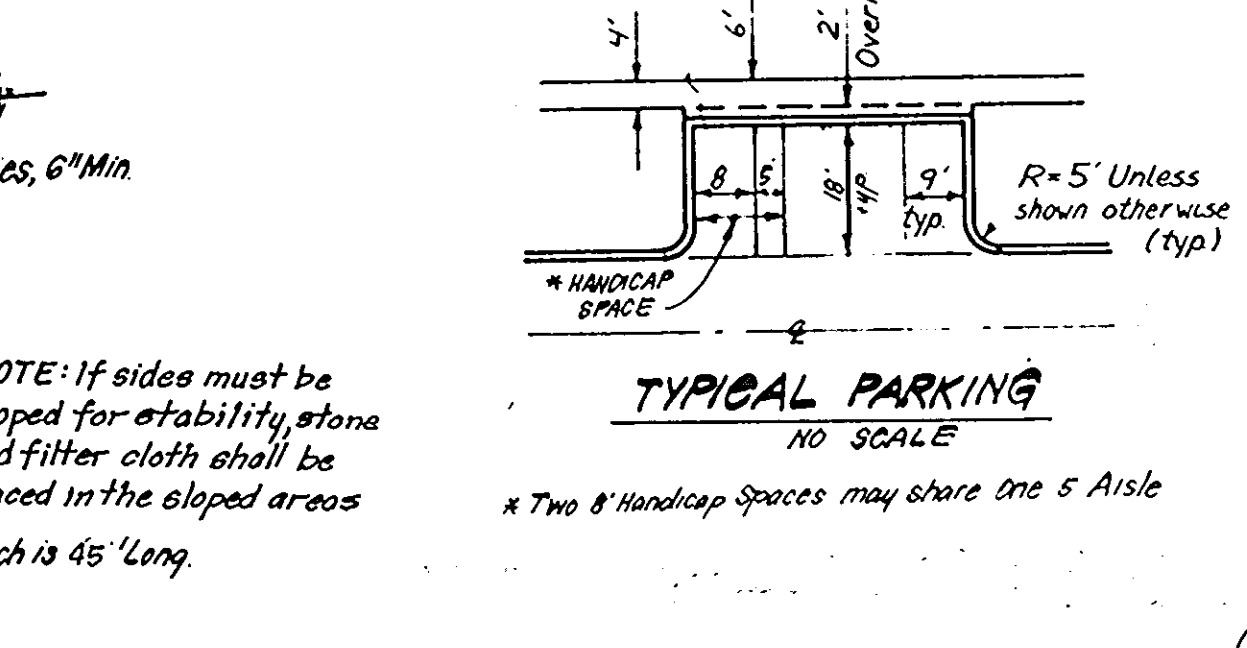 4'
6'
2'
es, 6" Min.
8
5'
18'
typ.
9'
typ.
R=5' Unless
shown otherwise
(typ.)
* HANDICAP
SPACE
OTE: If sides must be
oped for stability, stone
d filter cloth shall be
aced in the sloped areas
ch is 45' Long.
TYPICAL PARKING
NO SCALE
* Two 8' Handicap Spaces may share One 5 Aisle